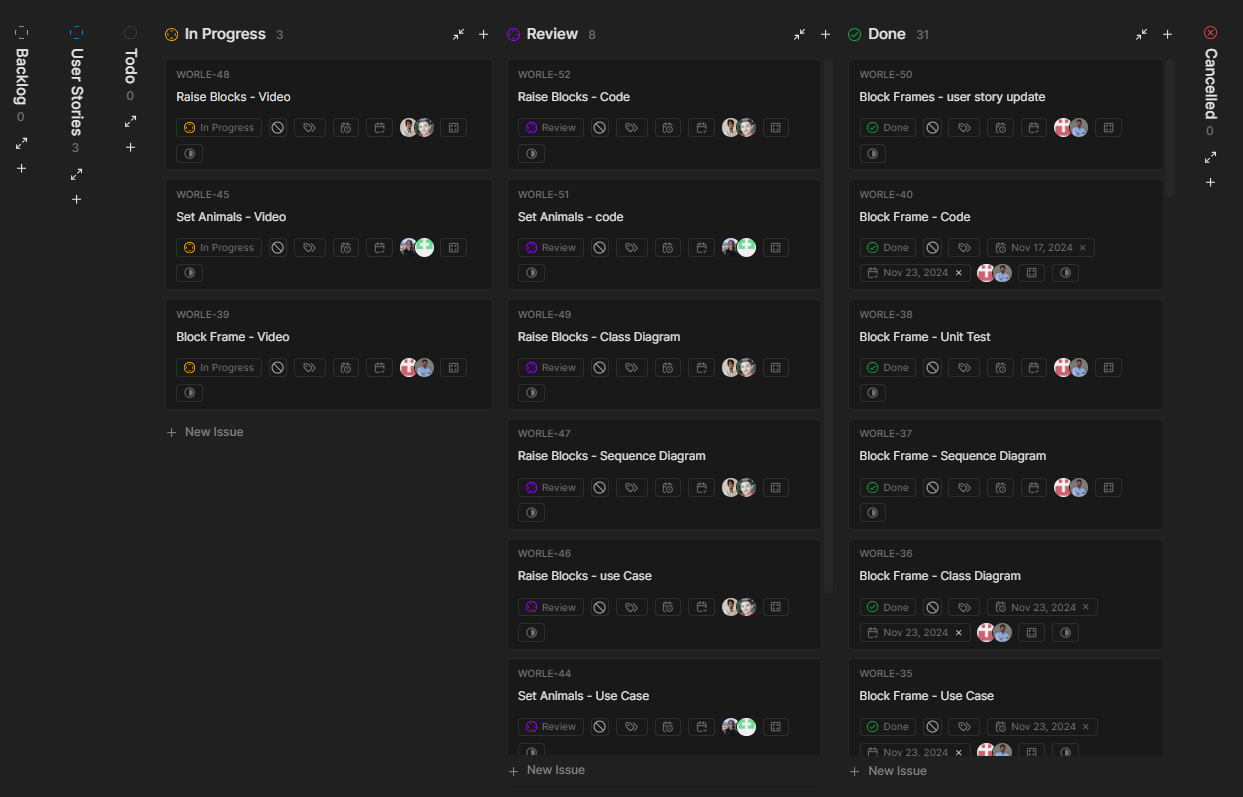 Backlog
0
User Stories
3
Todo
0
In Progress 3
WORLE-48
Raise Blocks - Video
In Progress
WORLE-45
Set Animals - Video
In Progress
WORLE-39
Block Frame - Video
In Progress
New Issue
Review 8
WORLE-52
Raise Blocks - Code
Review
WORLE-51
Set Animals - code
Review
WORLE-49
Raise Blocks - Class Diagram
Review
WORLE-47
Raise Blocks - Sequence Diagram
Review
WORLE-46
Raise Blocks - use Case
Review
WORLE-44
Set Animals - Use Case
Review
New Issue
Done 31
WORLE-50
Block Frames - user story update
Done
WORLE-40
Block Frame - Code
Done Nov 17, 2024
Nov 23, 2024
WORLE-38
Block Frame - Unit Test
Done
WORLE-37
Block Frame - Sequence Diagram
Done
WORLE-36
Block Frame - Class Diagram
Done Nov 23, 2024
Nov 23, 2024
WORLE-35
Block Frame - Use Case
Done Nov 23, 2024
Nov 23, 2024
New Issue
Cancelled
0